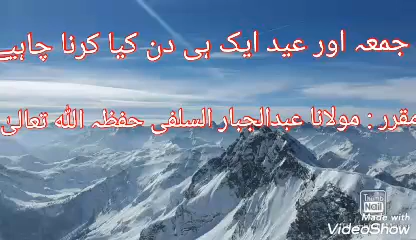 جمعہ اور عید ایک ہی دن کیا کرنا چاہیے
مقرر : مولانا عبدالجبار السلفی حفظہ اللہ تعالیٰ
Made with
VideoShow